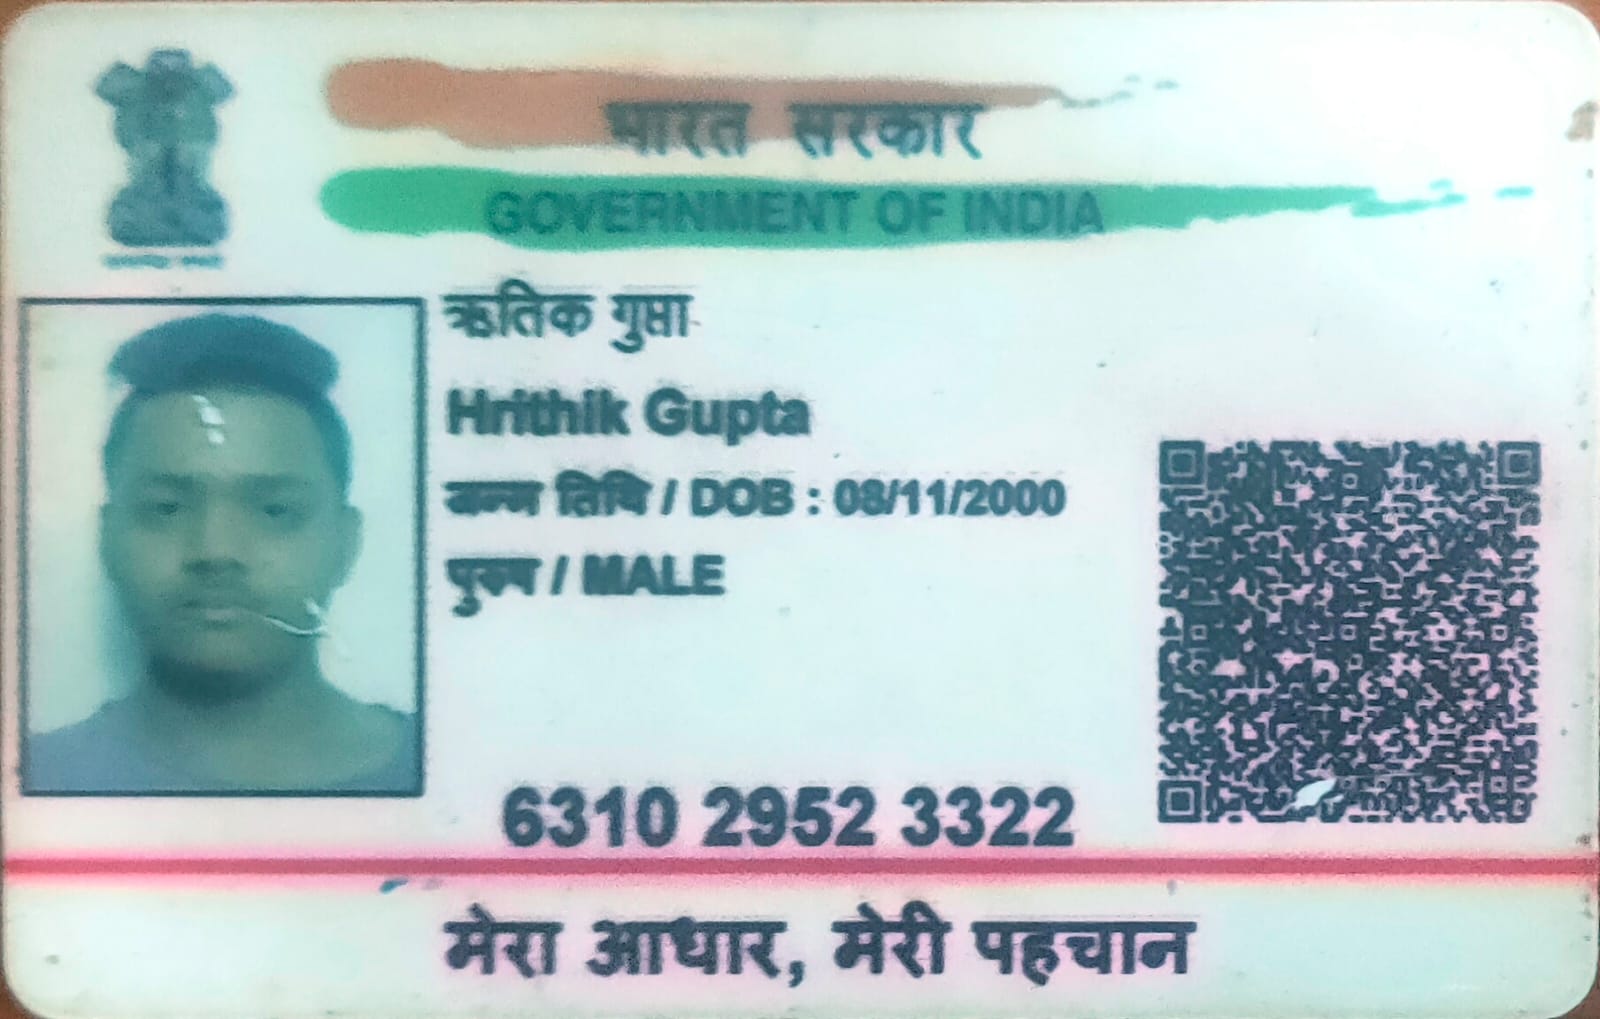 भारत सरकार
GOVERNMENT OF INDIA
ऋतिक गुप्ता
Hrithik Gupta
जन्म तिथि / DOB : 08/11/2000
पुरुष / MALE
6310 2952 3322
मेरा आधार, मेरी पहचान